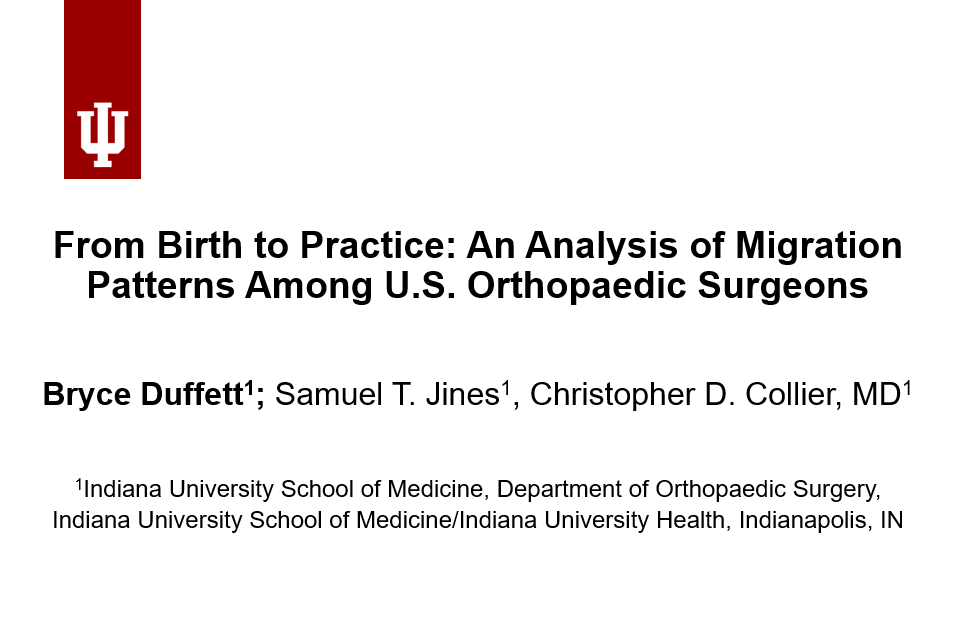 From Birth to Practice: An Analysis of Migration
Patterns Among U.S. Orthopaedic Surgeons
Bryce Duffett¹; Samuel T. Jines¹, Christopher D. Collier, MD¹
¹Indiana University School of Medicine, Department of Orthopaedic Surgery,
Indiana University School of Medicine/Indiana University Health, Indianapolis, IN